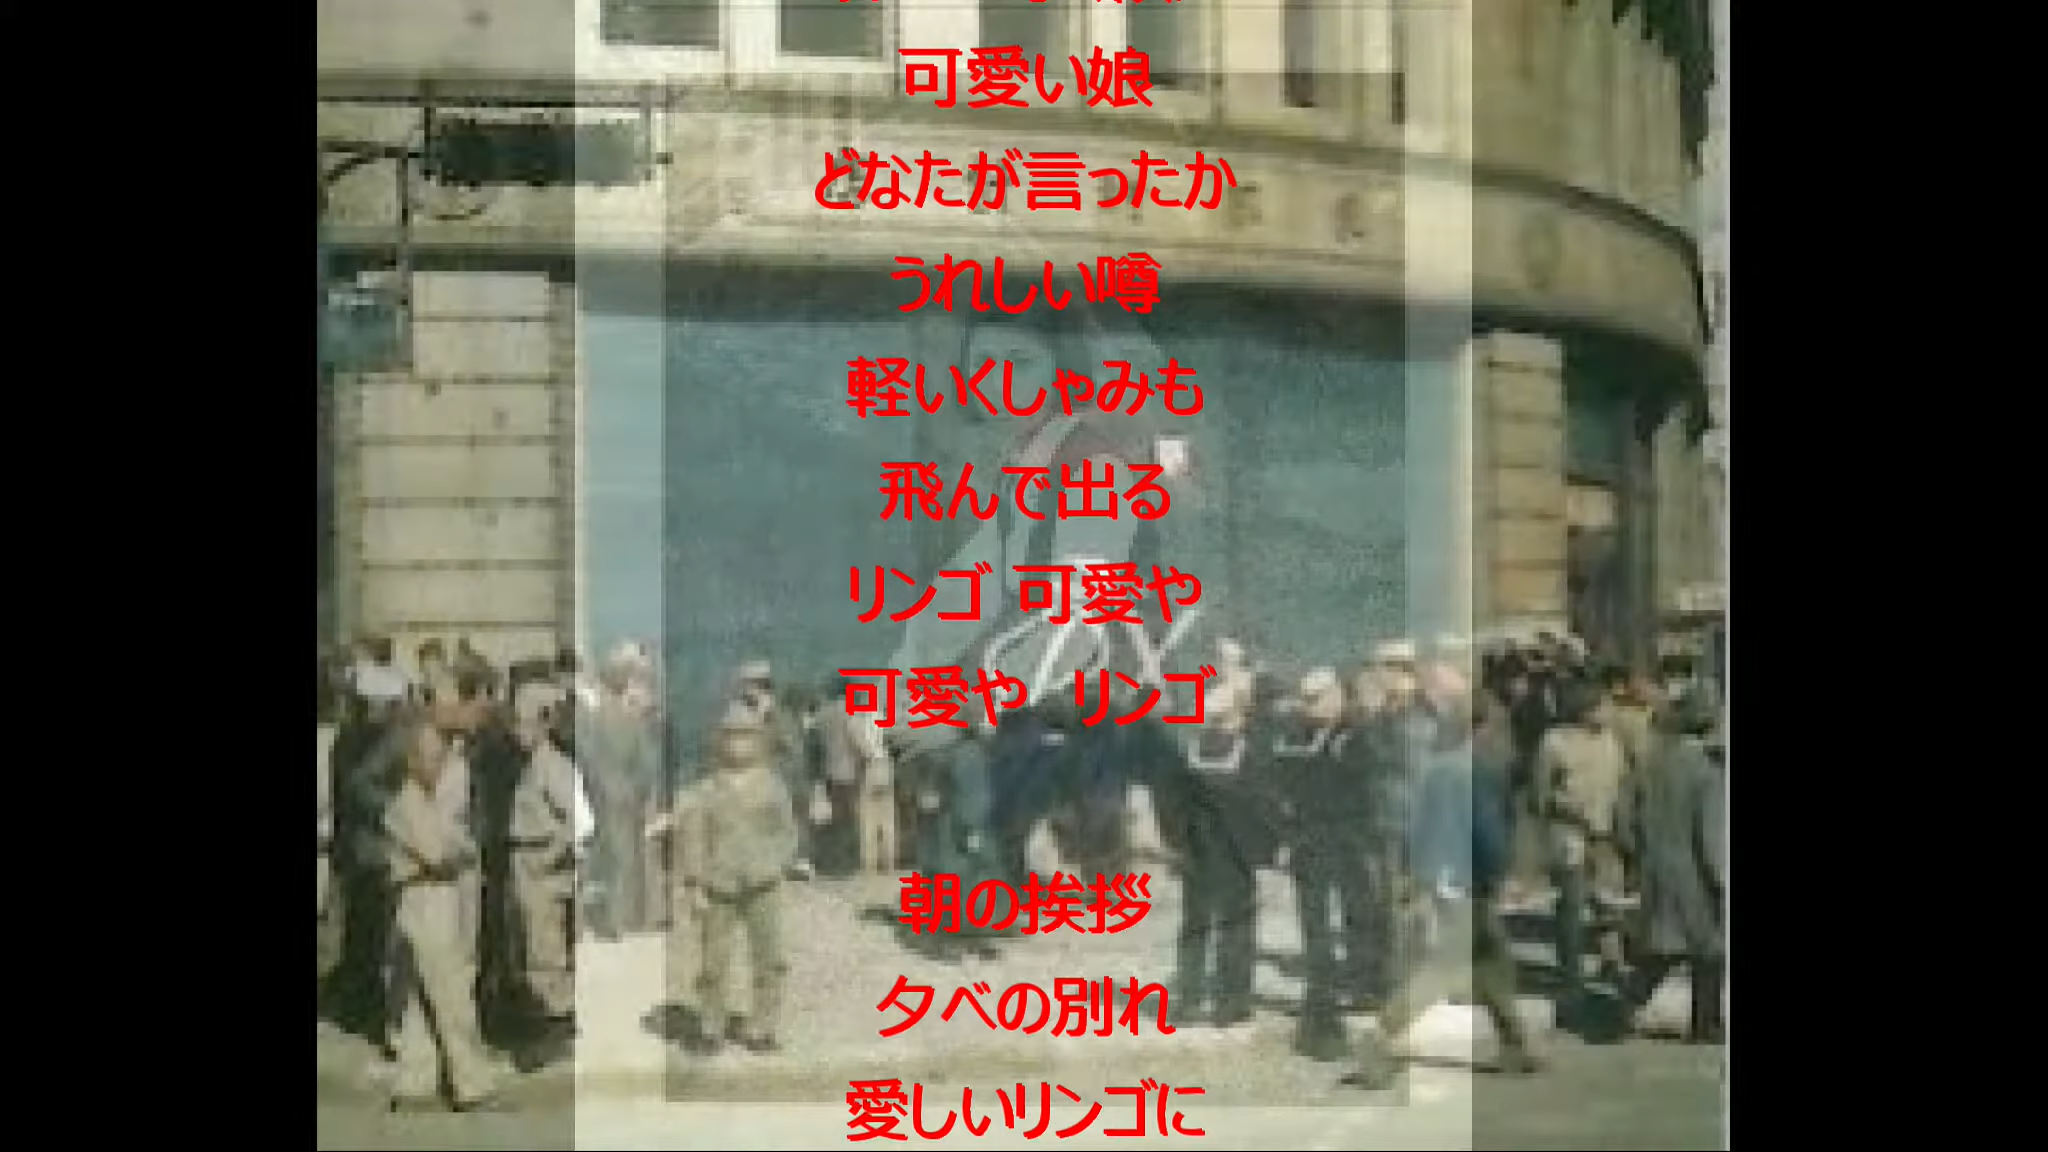 可愛い娘
どなたが言ったか
うれしい噂
軽いくしゃみも
飛んで出る
リンゴ 可愛や
可愛や　リンゴ
朝の挨拶
夕べの別れ
愛しいリンゴに